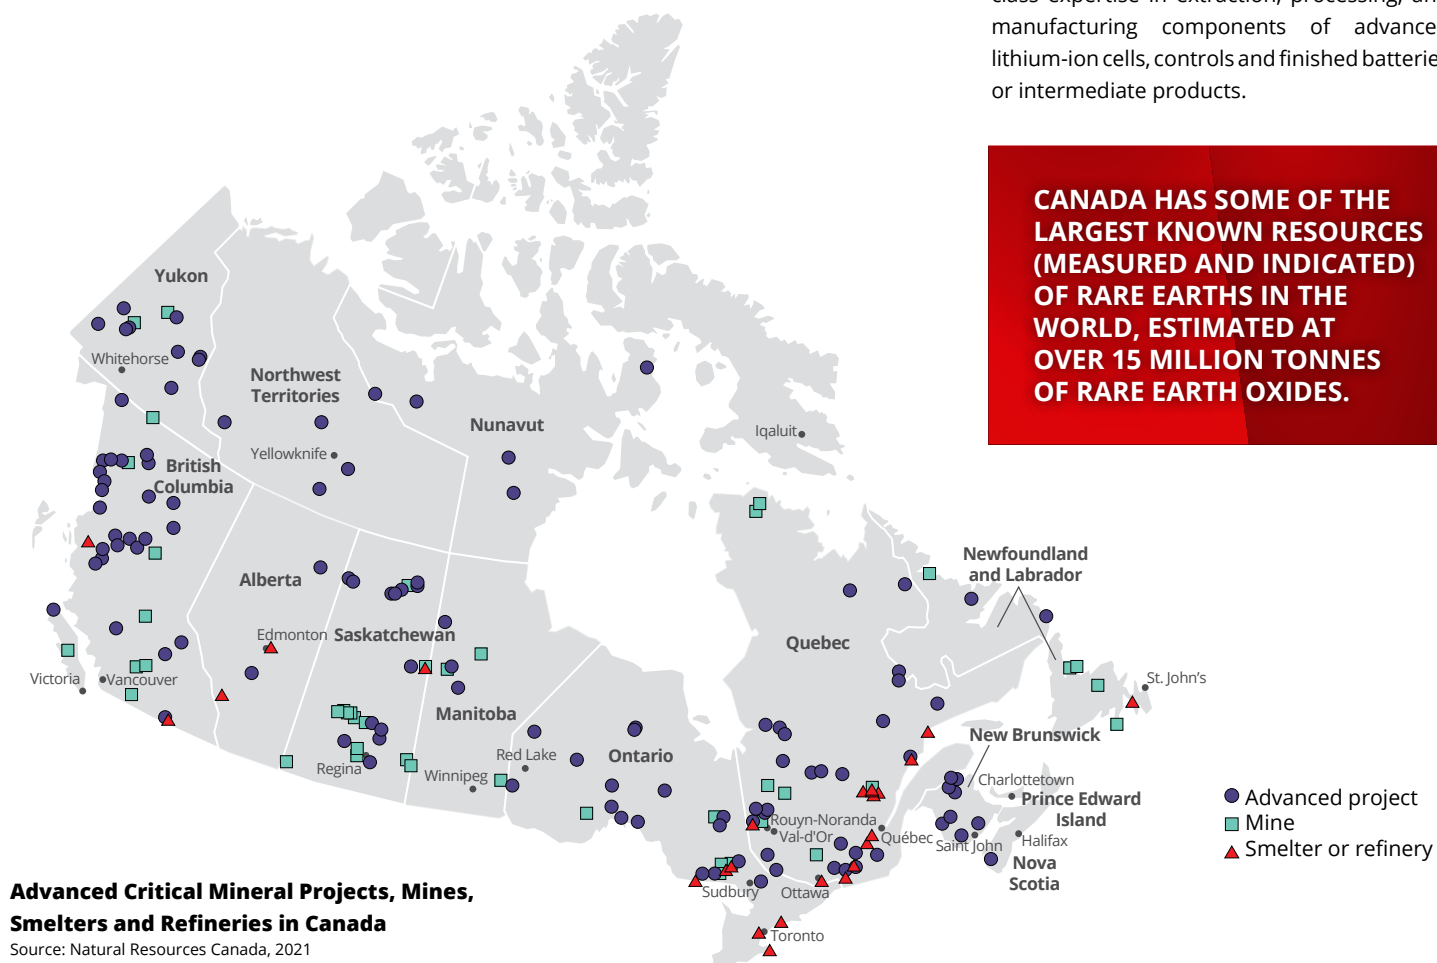 class expertise in extraction, processing, an
manufacturing components of advance
lithium-ion cells, controls and finished batterie
or intermediate products.
CANADA HAS SOME OF THE
LARGEST KNOWN RESOURCES
(MEASURED AND INDICATED)
OF RARE EARTHS IN THE
WORLD, ESTIMATED AT
OVER 15 MILLION TONNES
OF RARE EARTH OXIDES.
Yukon
Whitehorse
Northwest
Territories
Nunavut
Iqaluit
Yellowknife
British
Columbia
Newfoundland
and Labrador
Alberta
Edmonton
Saskatchewan
Quebec
Victoria
Vancouver
St. John's
Manitoba
New Brunswick
Regina
Winnipeg
Red Lake
Ontario
Charlottetown
Prince Edward
Island
Rouyn-Noranda
Val-d'Or
Québec
Saint John
Halifax
Nova
Scotia
Sudbury
Ottawa
Toronto
Advanced project
Mine
Smelter or refinery
Advanced Critical Mineral Projects, Mines,
Smelters and Refineries in Canada
Source: Natural Resources Canada, 2021